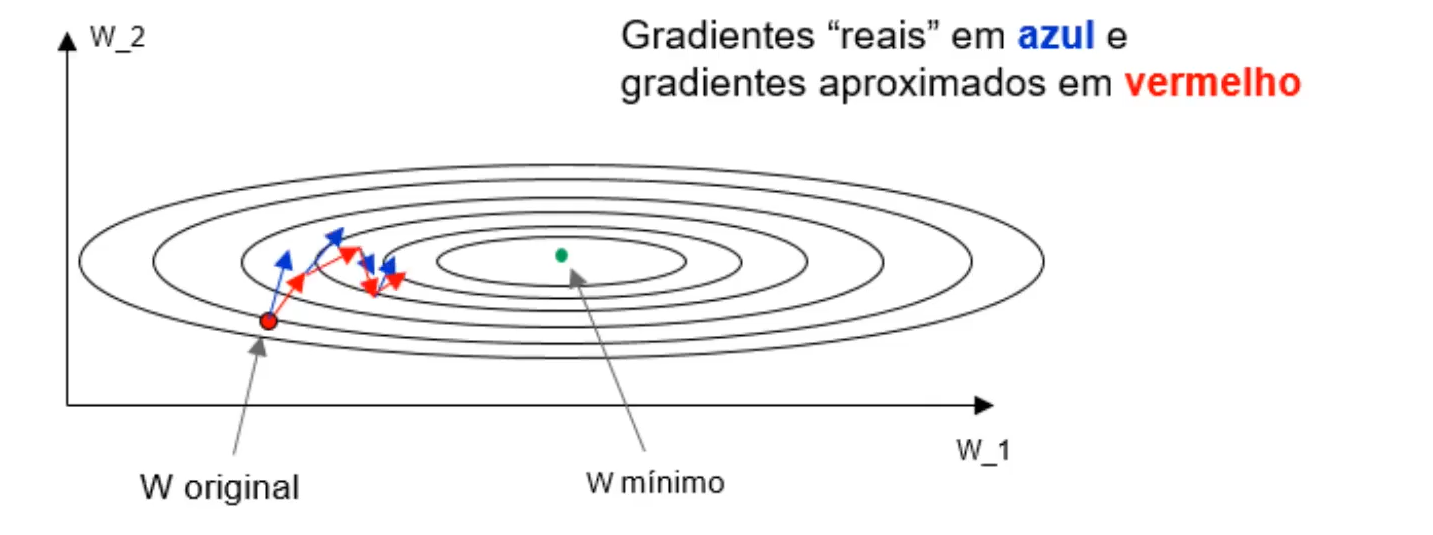 W_2
Gradientes “reais” em azul e
gradientes aproximados em vermelho
W_1
W original
W mínimo